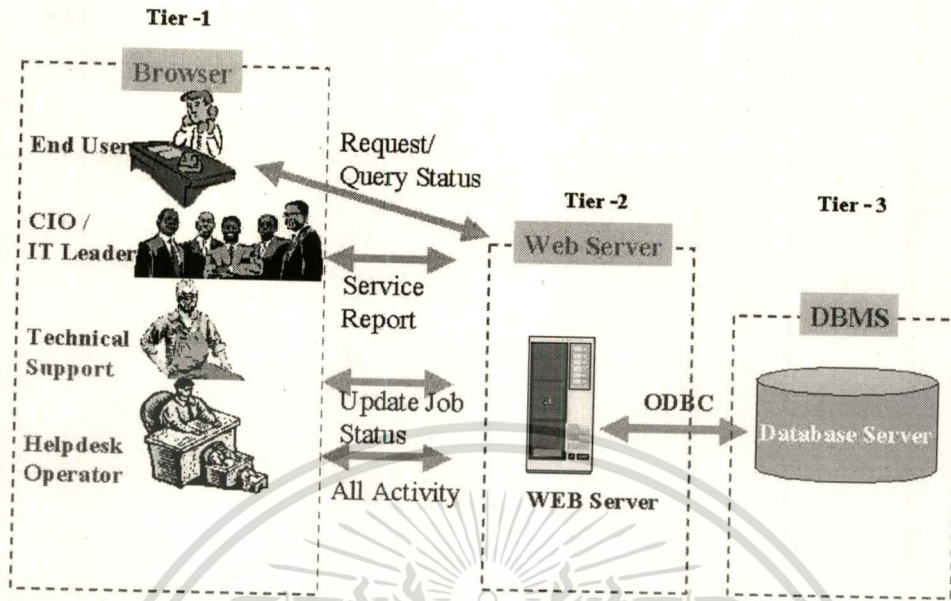 Tier -1
Browser
End User
Request/
Query Status
CIO /
IT Leader
Service
Report
Technical
Support
Update Job
Status
Helpdesk
Operator
All Activity
Tier -2
Web Server
WEB Server
ODBC
Tier - 3
DBMS
Database Server